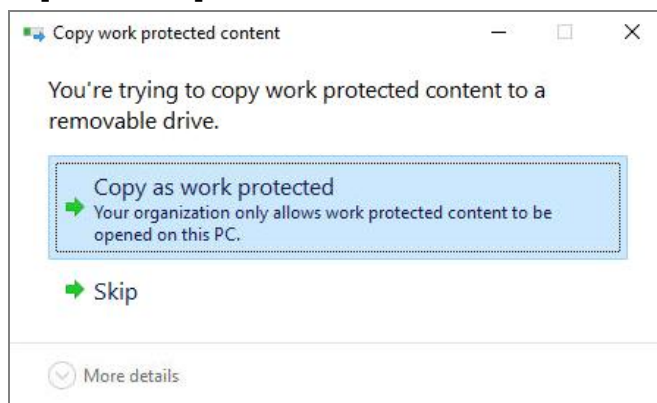 Copy work protected content
You're trying to copy work protected content to a
removable drive.
Copy as work protected
Your organization only allows work protected content to be
opened on this PC.
Skip
More details